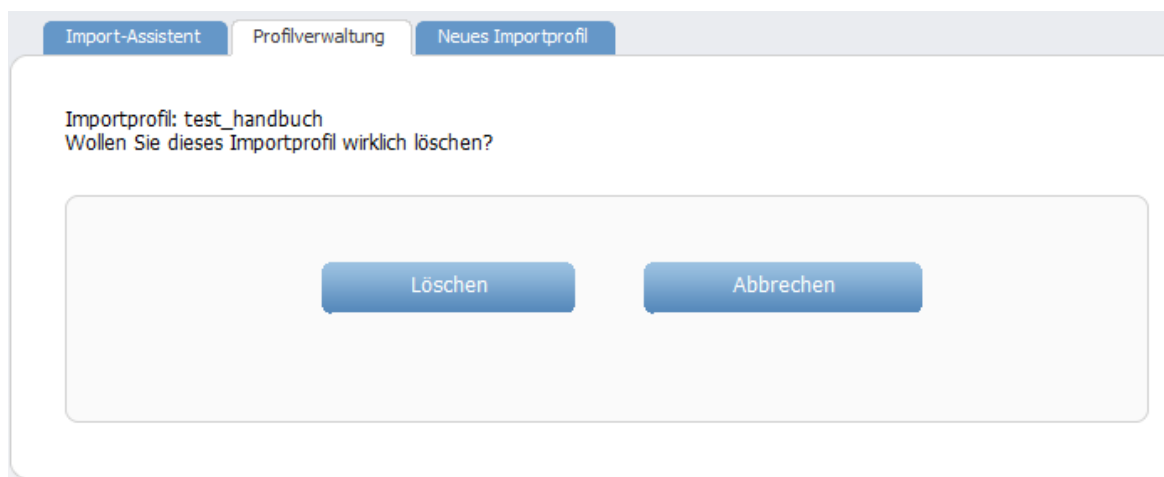 Import-Assistent Profilverwaltung Neues Importprofil
Importprofil: test_handbuch
Wollen Sie dieses Importprofil wirklich löschen?
Löschen Abbrechen